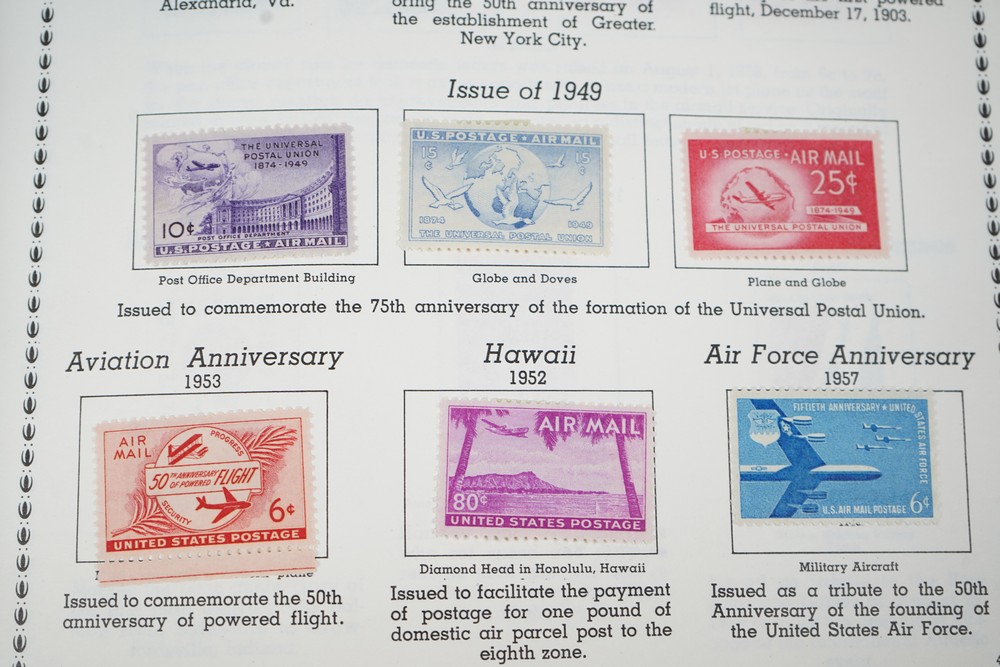 Alexandria, Va.
oring the 50th anniversary of
the establishment of Greater
New York City.
powered
flight, December 17, 1903.
Issue of 1949
THE UNIVERSAL
POSTAL UNION
1874-1949
10¢
POST OFFICE DEPARTMENT
U.S. POSTAGE ★ AIR MAIL
U.S. POSTAGE • AIR MAIL
15¢ 15¢
1874 1949
THE UNIVERSAL POSTAL UNION
U.S. POSTAGE • AIR MAIL
25¢
1874-1949
THE UNIVERSAL POSTAL UNION
Post Office Department Building
Globe and Doves
Plane and Globe
Issued to commemorate the 75th anniversary of the formation of the Universal Postal Union.
Aviation Anniversary
1953
Hawaii
1952
Air Force Anniversary
1957
AIR
MAIL
PROGRESS
50TH ANNIVERSARY
OF POWERED FLIGHT
SECURITY
6¢
UNITED STATES POSTAGE
AIR MAIL
80¢
UNITED STATES POSTAGE
FIFTIETH ANNIVERSARY ★ UNITED STATES AIR FORCE
6¢
U.S. AIR MAIL POSTAGE
plane
Issued to commemorate the 50th
anniversary of powered flight.
Diamond Head in Honolulu, Hawaii
Issued to facilitate the payment
of postage for one pound of
domestic air parcel post to the
eighth zone.
Military Aircraft
Issued as a tribute to the 50th
Anniversary of the founding of
the United States Air Force.